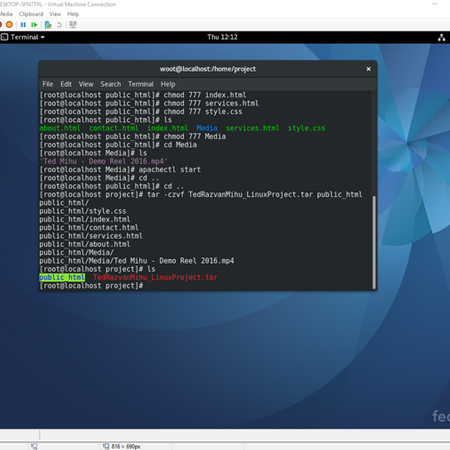 DESKTOP-5FN7TRL - Virtual Machine Connection
Media Clipboard View Help
Terminal Thu 12:12
woot@localhost:/home/project
File Edit View Search Terminal Help
[root@localhost public_html]# chmod 777 index.html
[root@localhost public_html]# chmod 777 services.html
[root@localhost public_html]# chmod 777 style.css
[root@localhost public_html]# ls
about.html contact.html index.html Media services.html style.css
[root@localhost public_html]# chmod 777 Media
[root@localhost public_html]# cd Media
[root@localhost Media]# ls
'Ted Mihu - Demo Reel 2016.mp4'
[root@localhost Media]# apachectl start
[root@localhost Media]# cd ..
[root@localhost public_html]# cd ..
[root@localhost project]# tar -czvf TedRazvanMihu_LinuxProject.tar public_html
public_html/
public_html/style.css
public_html/index.html
public_html/contact.html
public_html/services.html
public_html/about.html
public_html/Media/
public_html/Media/Ted Mihu - Demo Reel 2016.mp4
[root@localhost project]# ls
public_html TedRazvanMihu_LinuxProject.tar
[root@localhost project]#
fe
816 × 690px